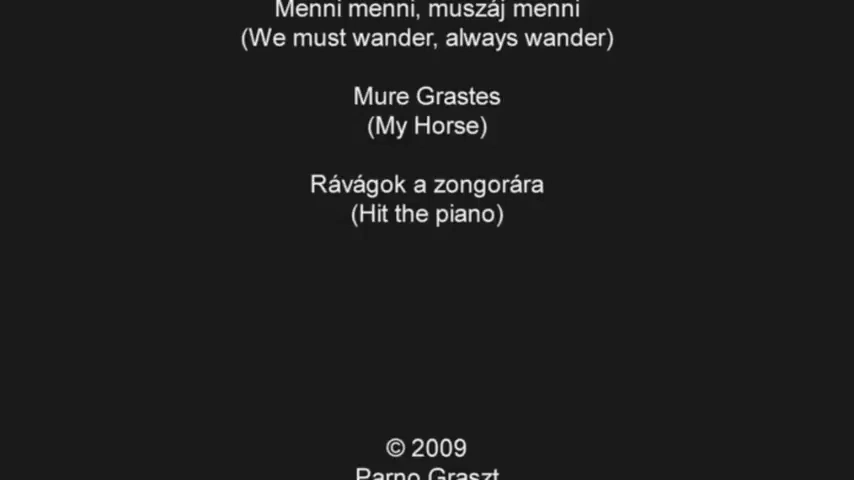 Menni menni, muszáj menni
(We must wander, always wander)
Mure Grastes
(My Horse)
Rávágok a zongorára
(Hit the piano)
© 2009
Parno Graszt